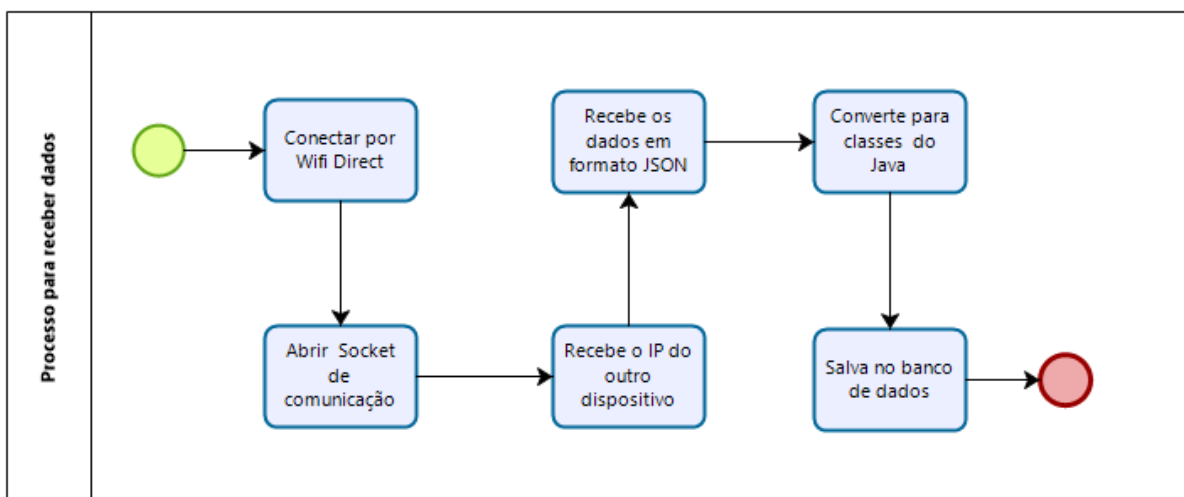 Processo para receber dados
Conectar por
Wifi Direct
Abrir Socket
de
comunicação
Recebe o IP do
outro
dispositivo
Recebe os
dados em
formato JSON
Converte para
classes do
Java
Salva no banco
de dados